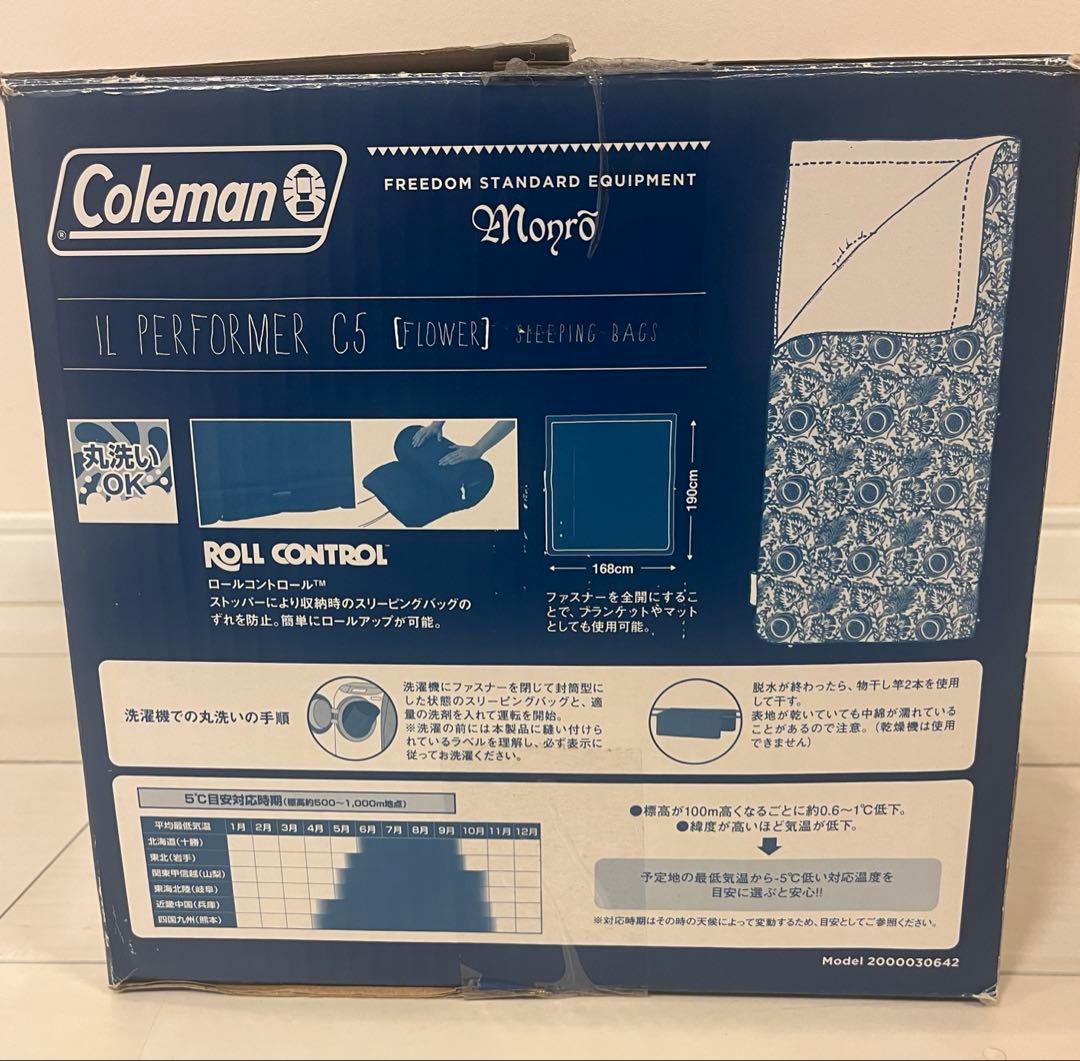 Coleman
®
FREEDOM STANDARD EQUIPMENT
Monrō
IL PERFORMER C5 [FLOWER] SLEEPING BAGS
丸洗い
OK
ROLL CONTROL™
ロールコントロール™
ストッパーにより収納時のスリーピングバッグの
ずれを防止。簡単にロールアップが可能。
190cm
168cm
ファスナーを全開にするこ
とで、ブランケットやマット
としても使用可能。
洗濯機での丸洗いの手順
洗濯機にファスナーを閉じて封筒型に
した状態のスリーピングバッグと、適
量の洗剤を入れて運転を開始。
※洗濯の前には本製品に縫い付けら
れているラベルを理解し、必ず表示に
従ってお洗濯ください。
脱水が終わったら、物干し竿2本を使用
して干す。
表地が乾いていても中綿が濡れている
ことがあるので注意。(乾燥機は使用
できません)
5℃目安対応時期(標高約500〜1,000m地点)
平均最低気温 1月 2月 3月 4月 5月 6月 7月 8月 9月 10月 11月 12月
北海道(十勝)
東北(岩手)
関東甲信越(山梨)
東海北陸(岐阜)
近畿中国(兵庫)
四国九州(熊本)
●標高が100m高くなるごとに約0.6〜1℃低下。
●緯度が高いほど気温が低下。
予定地の最低気温から-5℃低い対応温度を
目安に選ぶと安心!!
※対応時期はその時の天候によって変動するため、目安としてご参照ください。
Model 2000030642